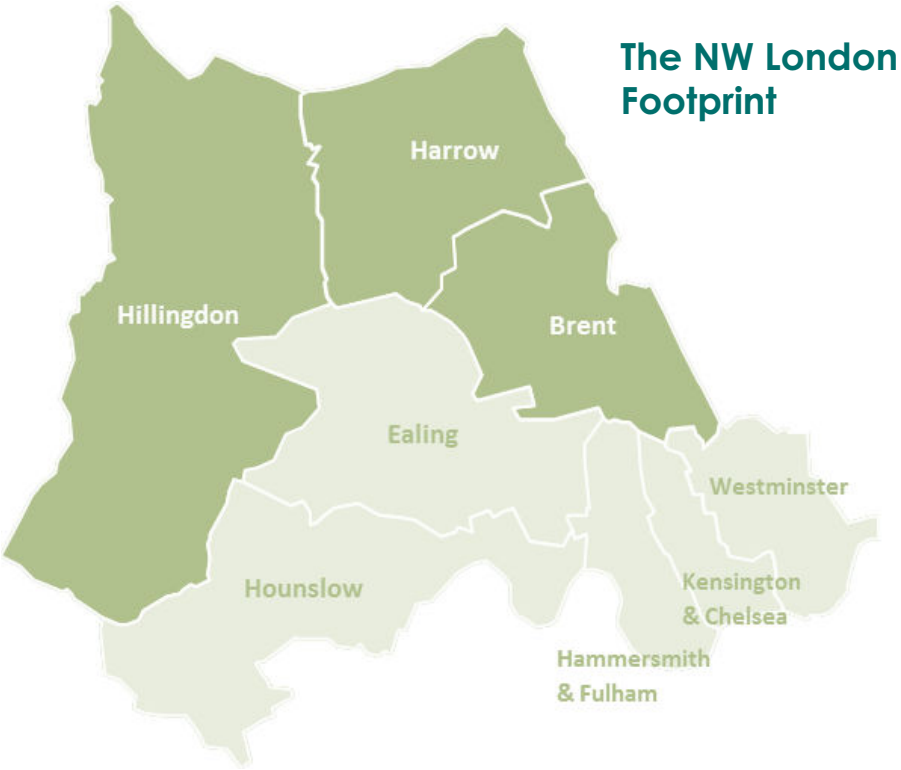 The NW London
Footprint
Harrow
Hillingdon
Brent
Ealing
Westminster
Hounslow
Kensington
& Chelsea
Hammersmith
& Fulham